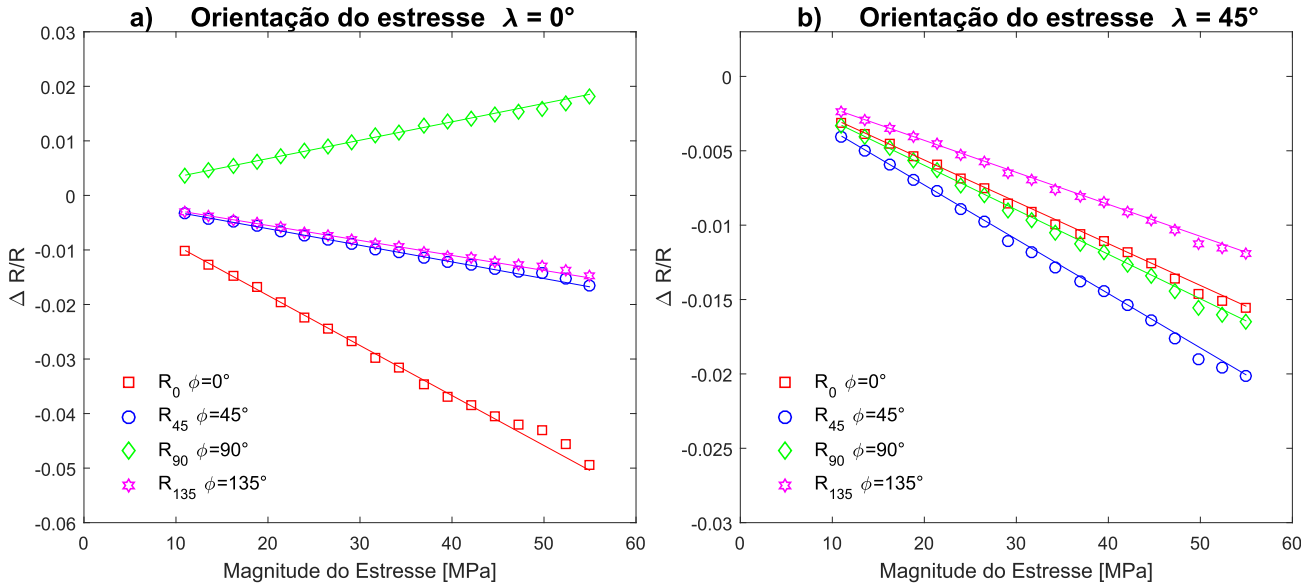 a) Orientação do estresse λ = 0°
0.03
0.02
0.01
0
-0.01
-0.02
-0.03
-0.04
-0.05
-0.06
Δ R/R
R0 ϕ=0°
R45 ϕ=45°
R90 ϕ=90°
R135 ϕ=135°
0 10 20 30 40 50 60
Magnitude do Estresse [MPa]
b) Orientação do estresse λ = 45°
0
-0.005
-0.01
-0.015
-0.02
-0.025
-0.03
Δ R/R
R0 ϕ=0°
R45 ϕ=45°
R90 ϕ=90°
R135 ϕ=135°
0 10 20 30 40 50 60
Magnitude do Estresse [MPa]